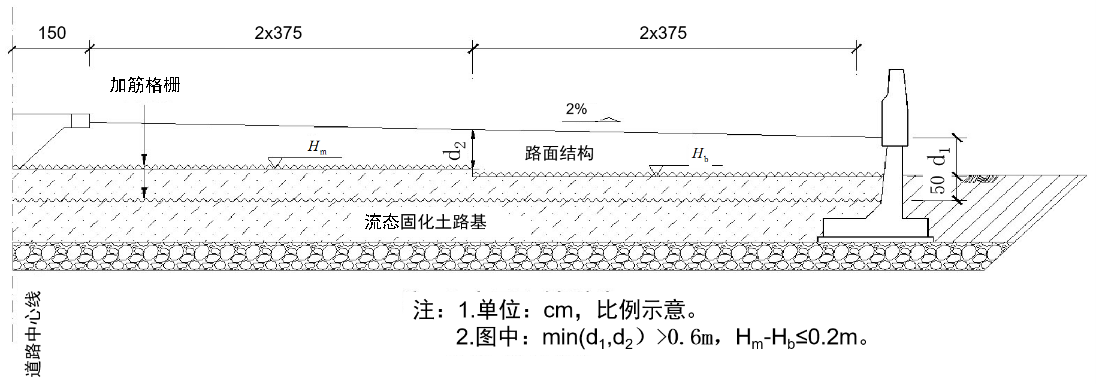 150 2x375 2x375
加筋格栅
2%
Hm d2 路面结构 Hb d1
50
流态固化土路基
道路中心线
注：1.单位：cm，比例示意。
2.图中：min(d1,d2）>0.6m，Hm-Hb≤0.2m。